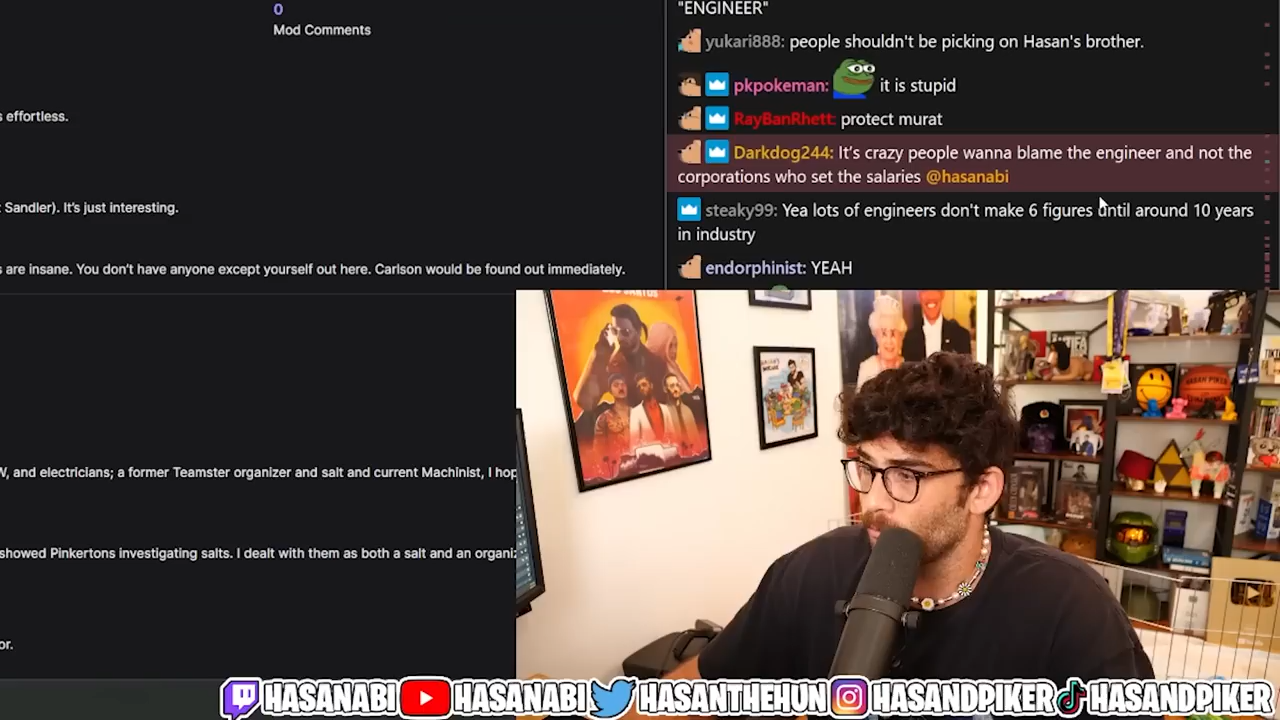 0
Mod Comments
"ENGINEER"
yukari888: people shouldn't be picking on Hasan's brother.
pkpokeman: it is stupid
RayBanRhett: protect murat
Darkdog244: It's crazy people wanna blame the engineer and not the
corporations who set the salaries @hasanabi
steaky99: Yea lots of engineers don't make 6 figures until around 10 years
in industry
endorphinist: YEAH
s effortless.
Sandler). It's just interesting.
s are insane. You don't have anyone except yourself out here. Carlson would be found out immediately.
W, and electricians; a former Teamster organizer and salt and current Machinist, I hop
showed Pinkertons investigating salts. I dealt with them as both a salt and an organiz
or.
HASAN PIKER
HASANABI HASANABI HASANTHEHUN HASANDPIKER HASANDPIKER